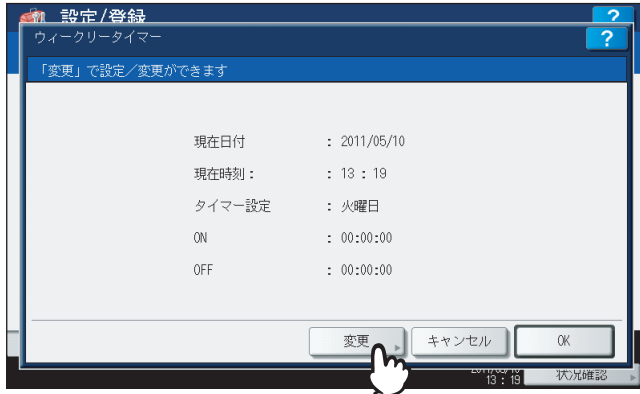 設定/登録
?
ウィークリータイマー
?
「変更」で設定／変更ができます
現在日付 : 2011/05/10
現在時刻： : 13 : 19
タイマー設定 : 火曜日
ON : 00:00:00
OFF : 00:00:00
変更
キャンセル
OK
13 : 19
状況確認